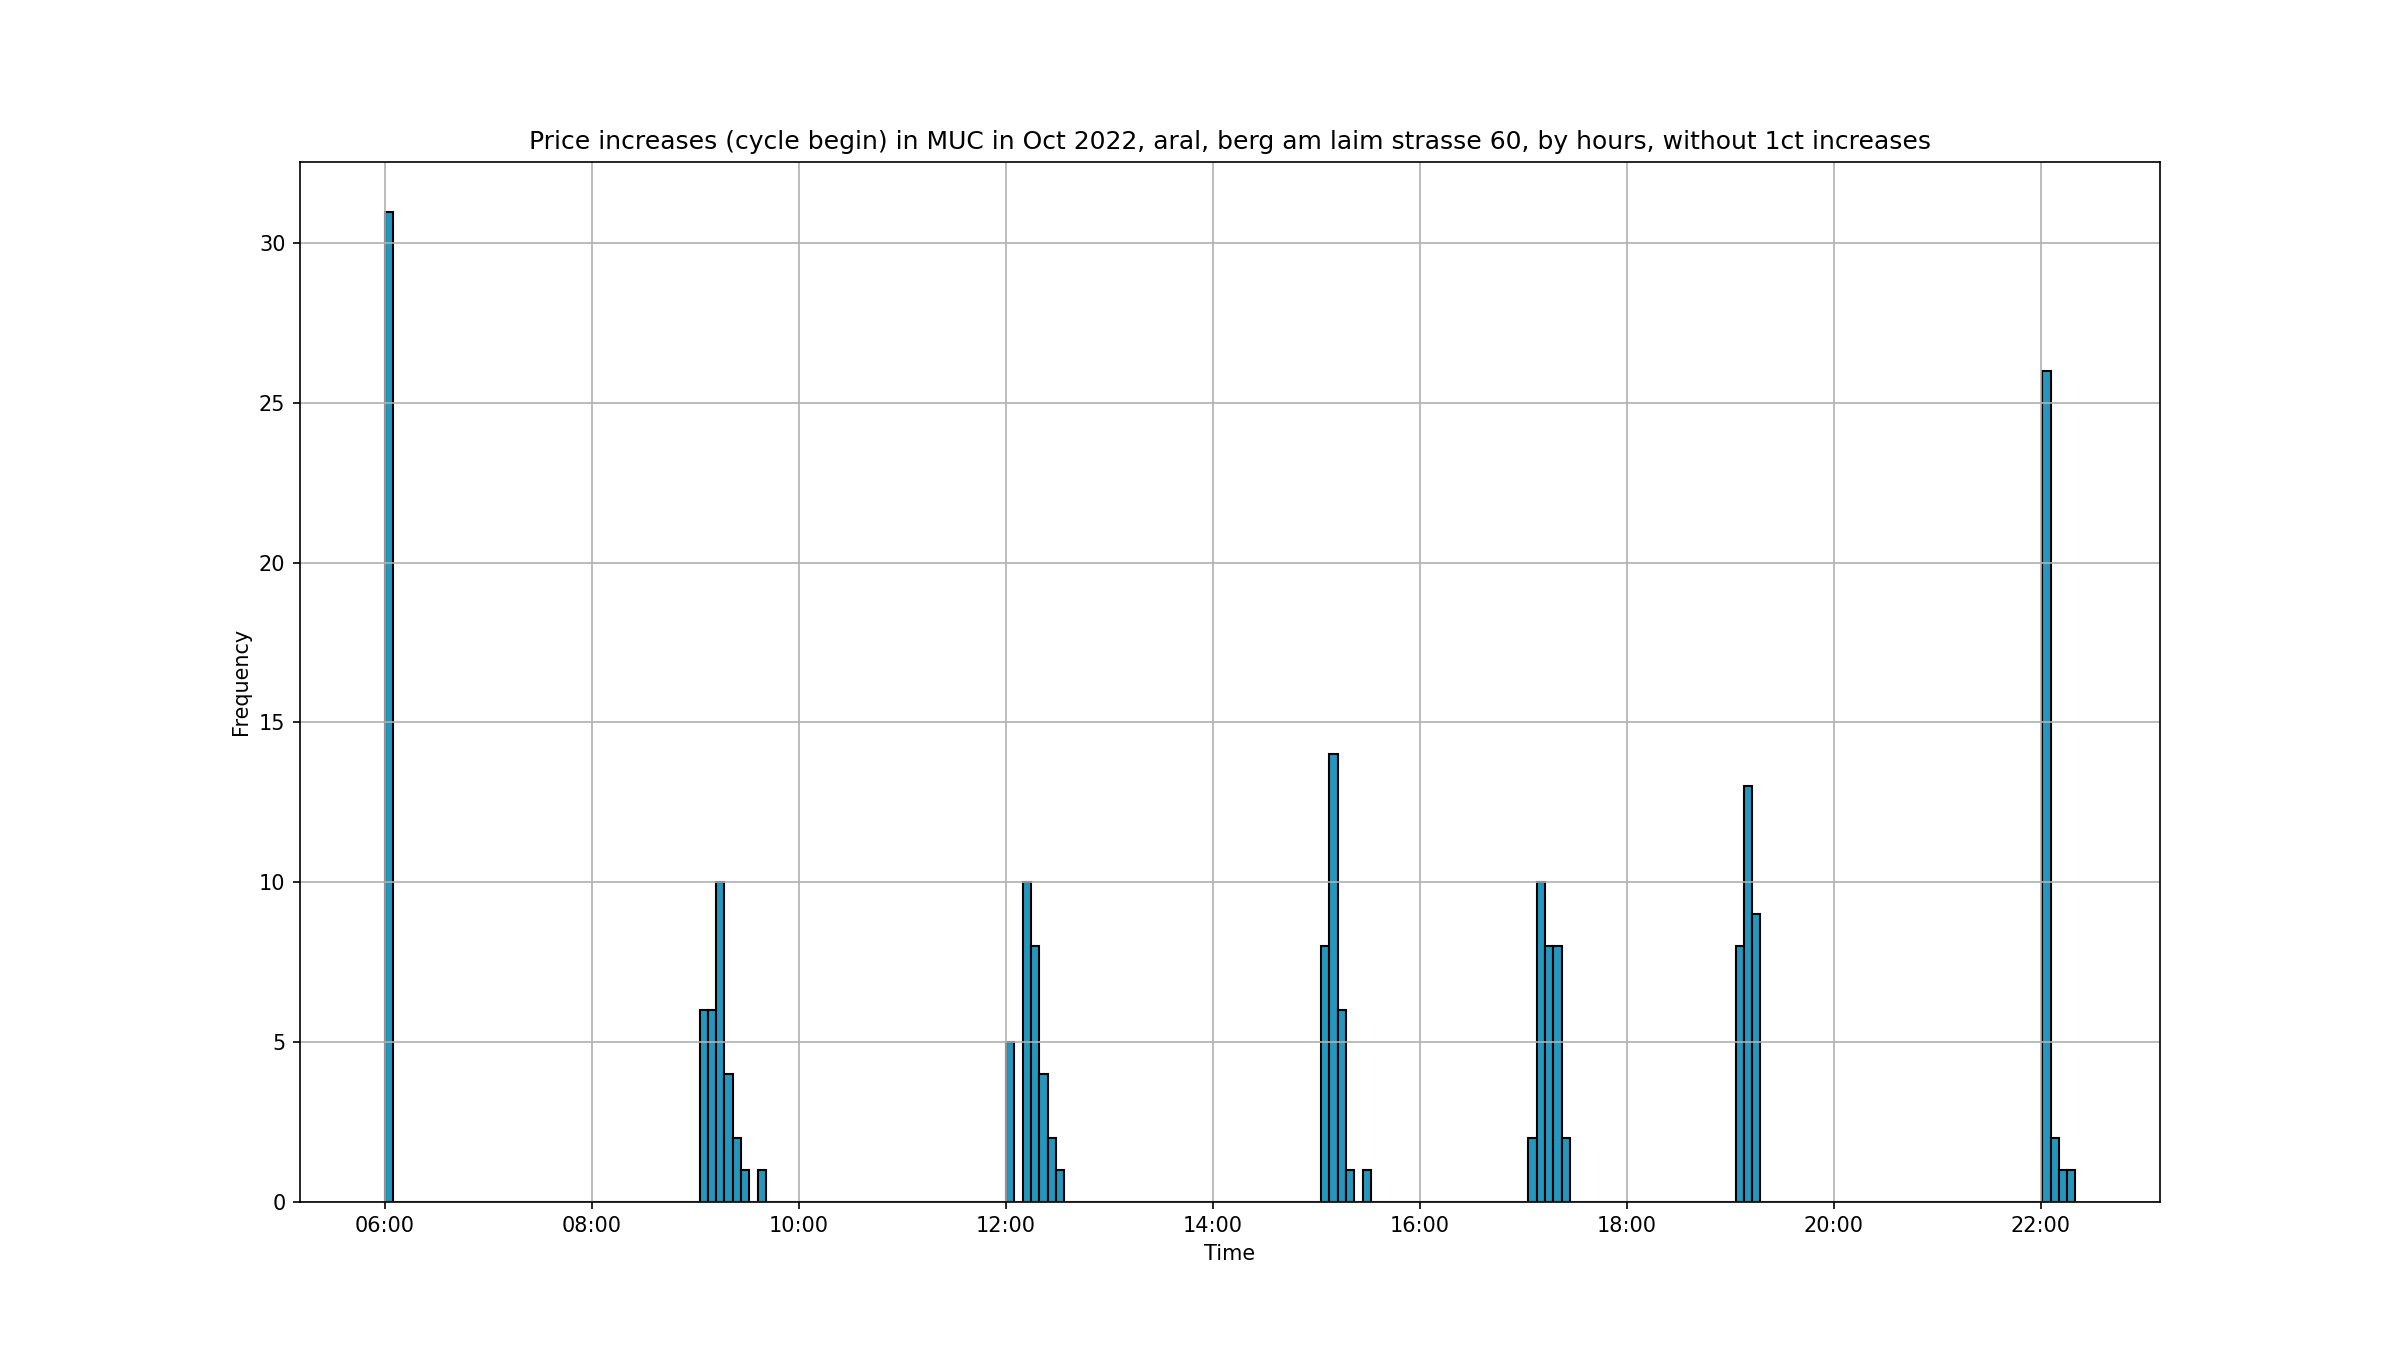 Price increases (cycle begin) in MUC in Oct 2022, aral, berg am laim strasse 60, by hours, without 1ct increases
30
25
20
15
10
5
0
Frequency
06:00 08:00 10:00 12:00 14:00 16:00 18:00 20:00 22:00
Time